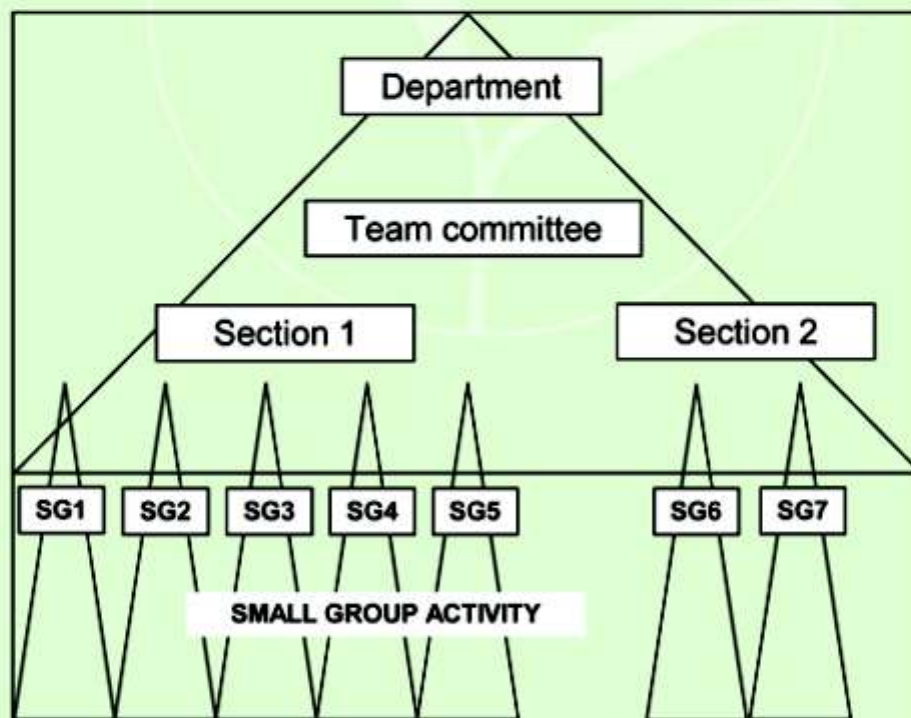 Department
Team committee
Section 1
Section 2
SG1
SG2
SG3
SG4
SG5
SG6
SG7
SMALL GROUP ACTIVITY